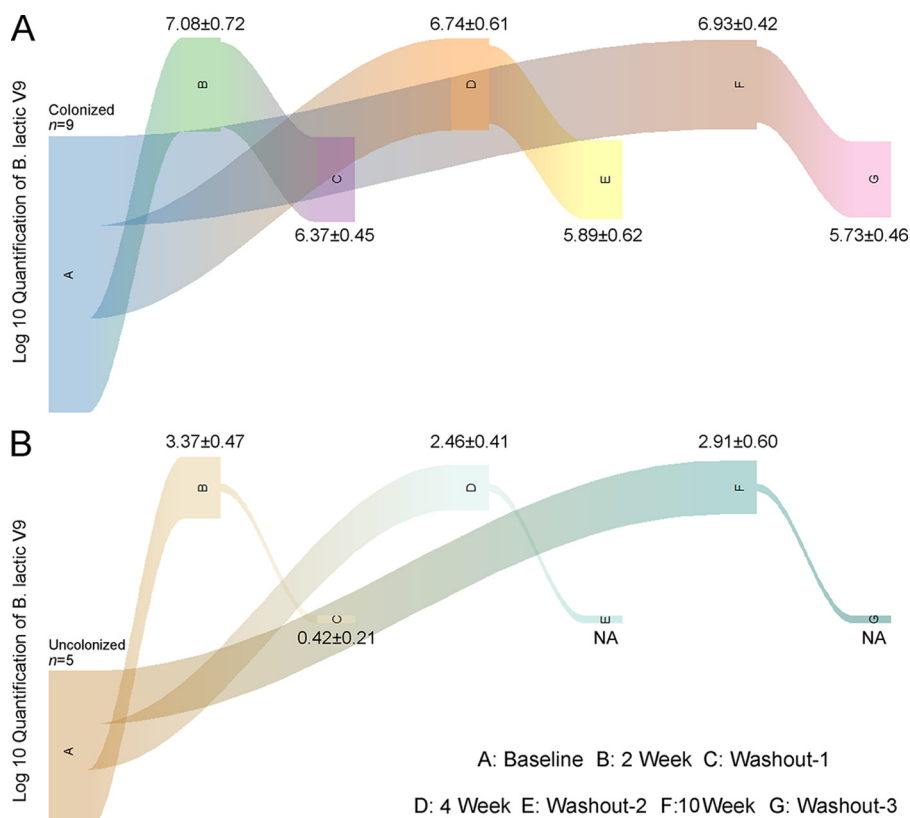 A
7.08±0.72
6.74±0.61
6.93±0.42
Log 10 Quantification of B. lactic V9
Colonized
n=9
A
B
C
D
E
F
G
6.37±0.45
5.89±0.62
5.73±0.46
B
3.37±0.47
2.46±0.41
2.91±0.60
Log 10 Quantification of B. lactic V9
Uncolonized
n=5
A
B
C
D
E
F
G
0.42±0.21
NA
NA
A: Baseline B: 2 Week C: Washout-1
D: 4 Week E: Washout-2 F:10Week G: Washout-3